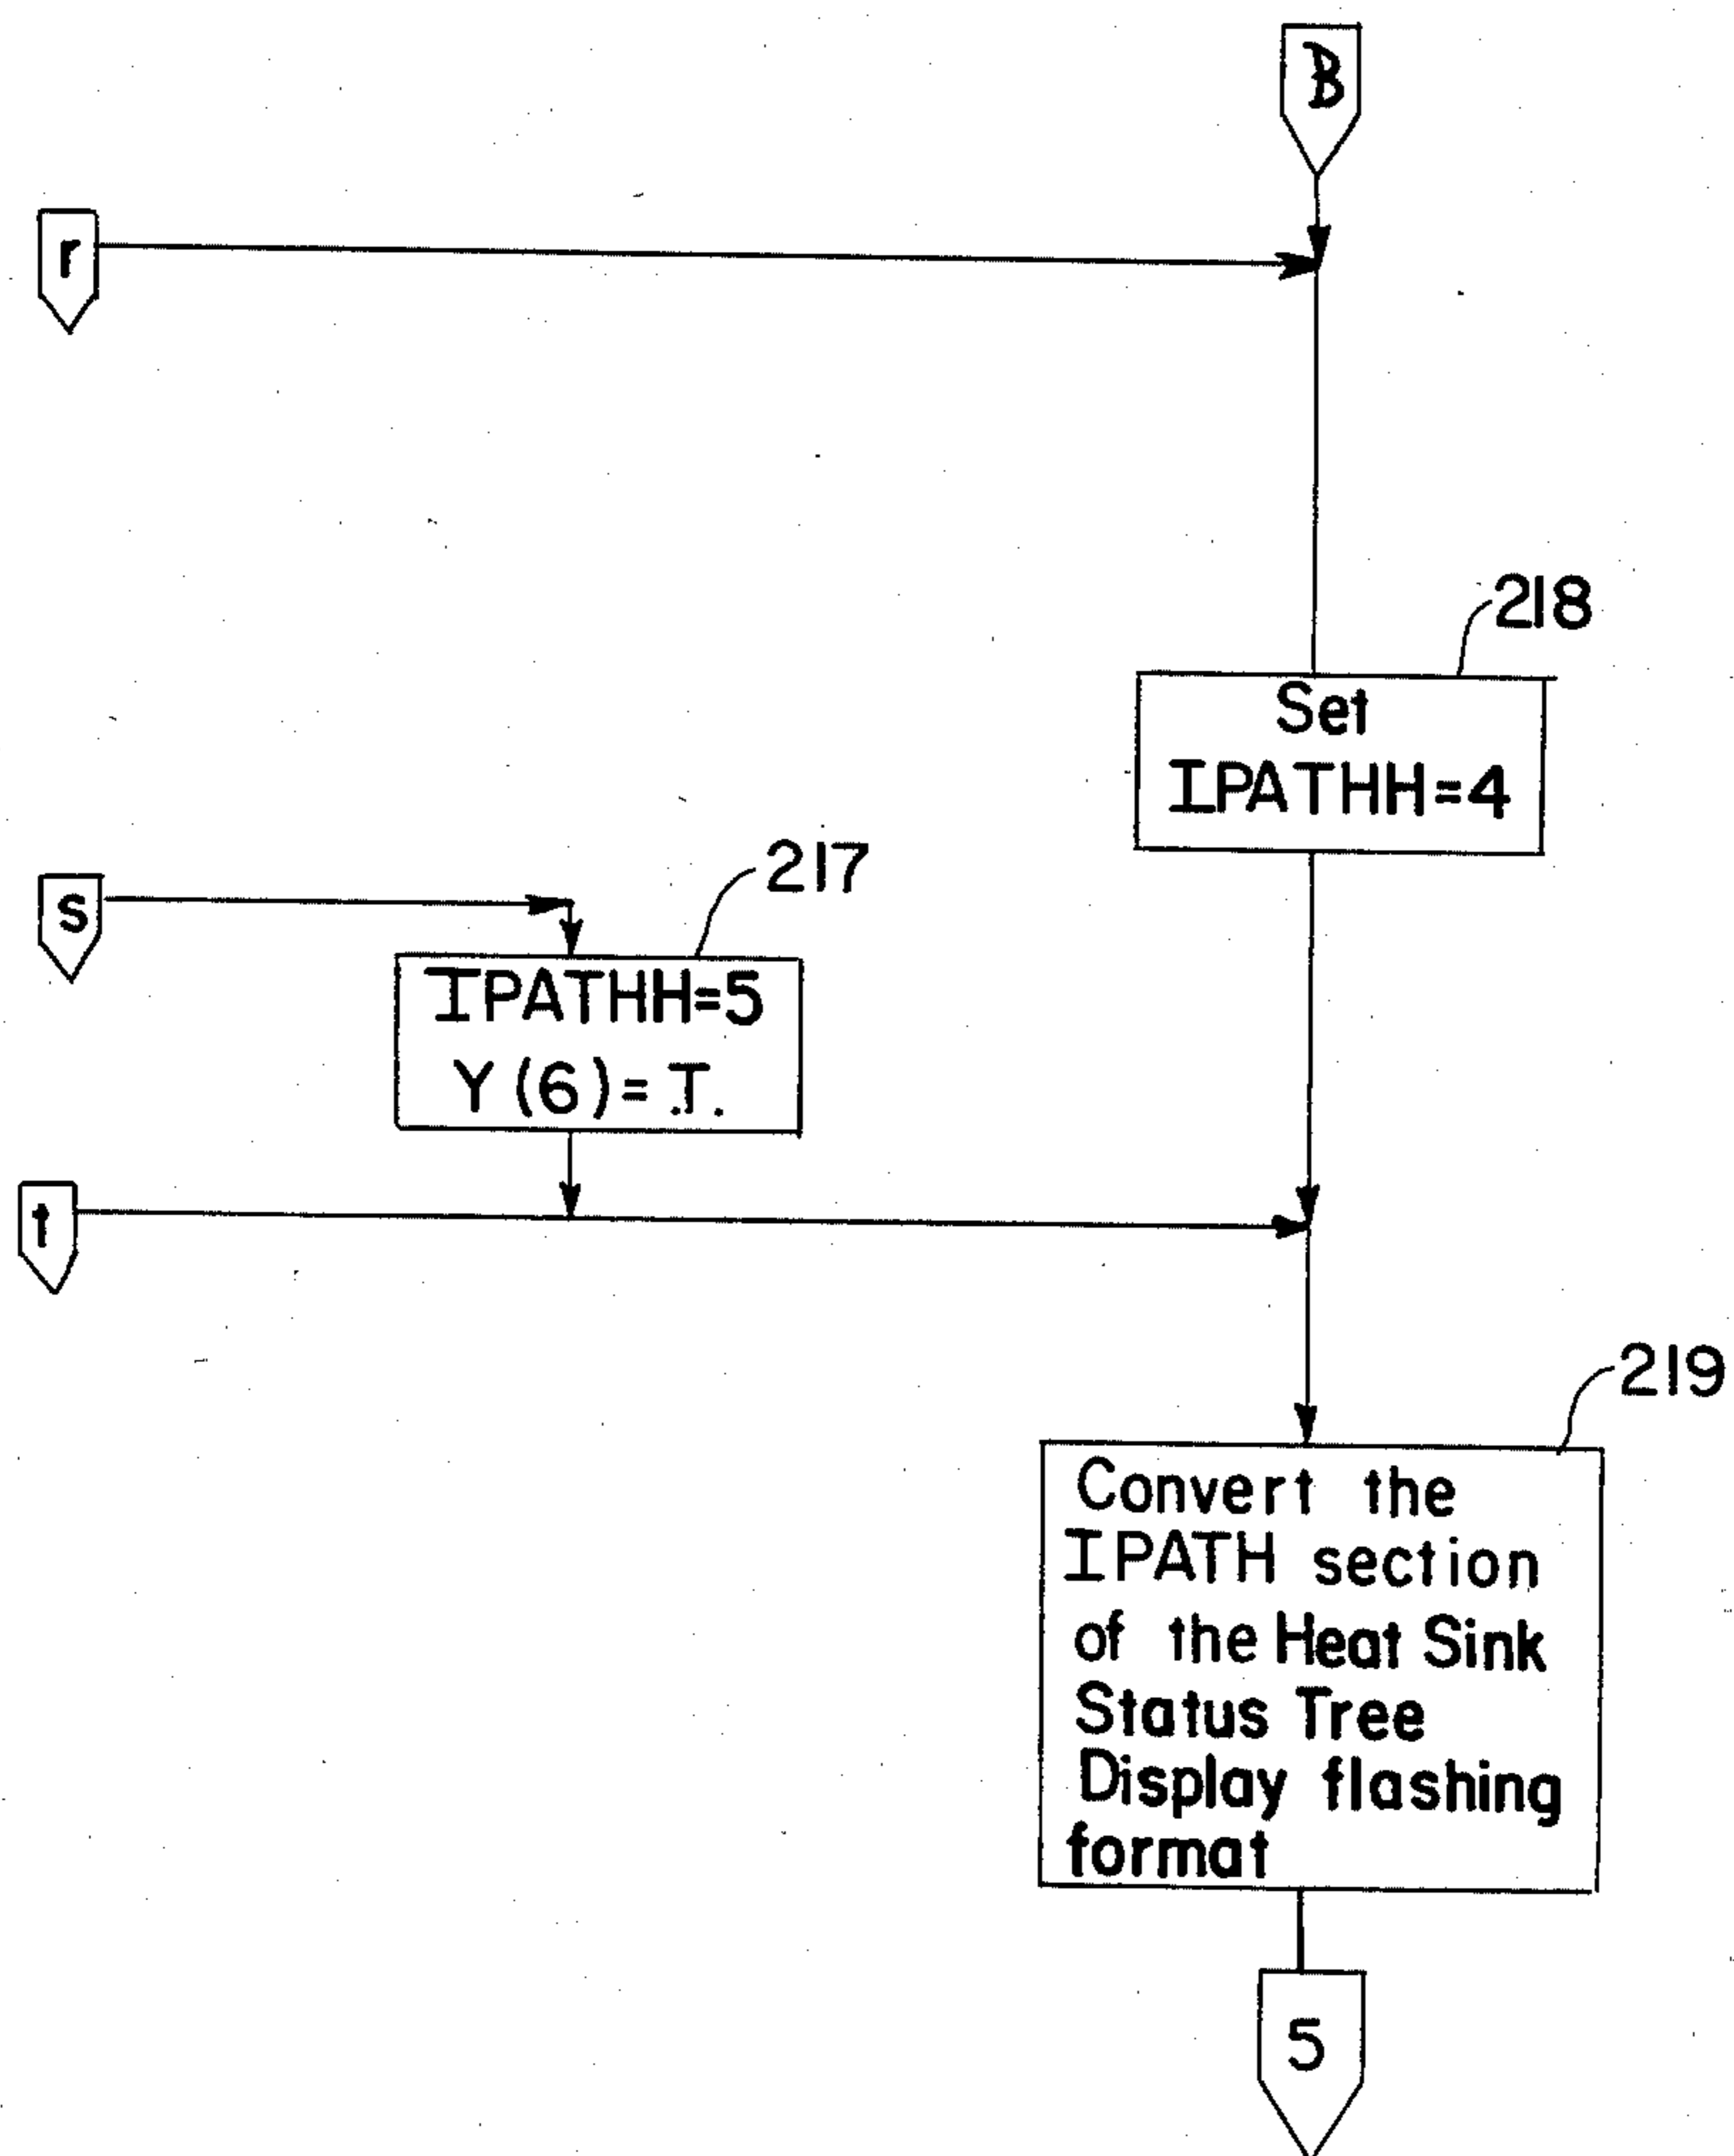 B
r
218
Set
IPATHH=4
217
s
IPATHH=5
Y(6)=.T.
t
219
Convert the
IPATH section
of the Heat Sink
Status Tree
Display flashing
format
5